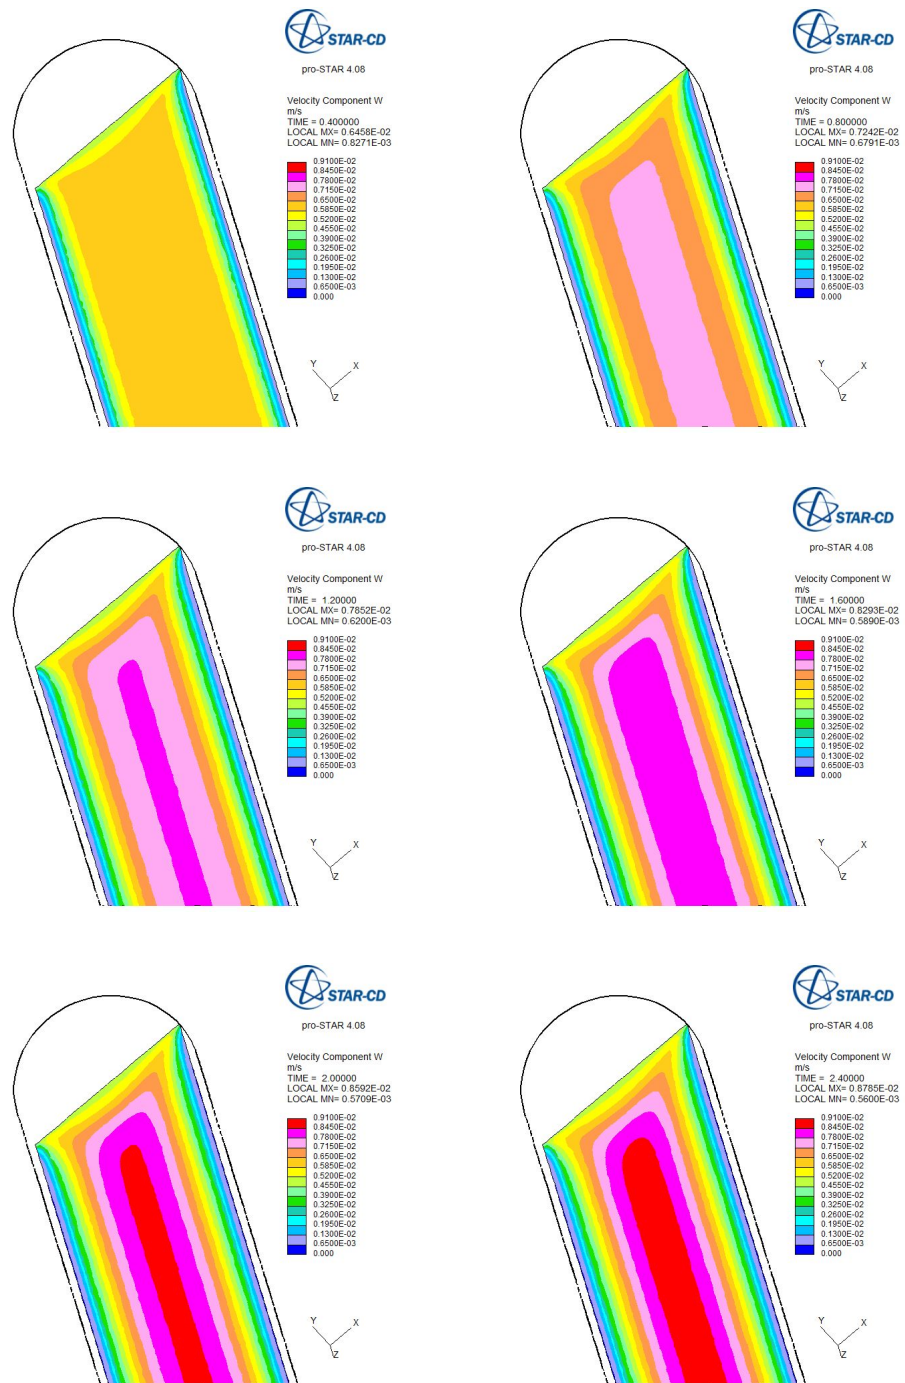 STAR-CD
pro-STAR 4.08
Velocity Component W
m/s
TIME = 0.400000
LOCAL MX= 0.6458E-02
LOCAL MN= 0.8271E-03
0.9100E-02
0.8450E-02
0.7800E-02
0.7150E-02
0.6500E-02
0.5850E-02
0.5200E-02
0.4550E-02
0.3900E-02
0.3250E-02
0.2600E-02
0.1950E-02
0.1300E-02
0.6500E-03
0.000
Y
X
Z
STAR-CD
pro-STAR 4.08
Velocity Component W
m/s
TIME = 0.800000
LOCAL MX= 0.7242E-02
LOCAL MN= 0.6791E-03
0.9100E-02
0.8450E-02
0.7800E-02
0.7150E-02
0.6500E-02
0.5850E-02
0.5200E-02
0.4550E-02
0.3900E-02
0.3250E-02
0.2600E-02
0.1950E-02
0.1300E-02
0.6500E-03
0.000
Y
X
Z
STAR-CD
pro-STAR 4.08
Velocity Component W
m/s
TIME = 1.20000
LOCAL MX= 0.7852E-02
LOCAL MN= 0.6200E-03
0.9100E-02
0.8450E-02
0.7800E-02
0.7150E-02
0.6500E-02
0.5850E-02
0.5200E-02
0.4550E-02
0.3900E-02
0.3250E-02
0.2600E-02
0.1950E-02
0.1300E-02
0.6500E-03
0.000
Y
X
Z
STAR-CD
pro-STAR 4.08
Velocity Component W
m/s
TIME = 1.60000
LOCAL MX= 0.8293E-02
LOCAL MN= 0.5890E-03
0.9100E-02
0.8450E-02
0.7800E-02
0.7150E-02
0.6500E-02
0.5850E-02
0.5200E-02
0.4550E-02
0.3900E-02
0.3250E-02
0.2600E-02
0.1950E-02
0.1300E-02
0.6500E-03
0.000
Y
X
Z
STAR-CD
pro-STAR 4.08
Velocity Component W
m/s
TIME = 2.00000
LOCAL MX= 0.8592E-02
LOCAL MN= 0.5709E-03
0.9100E-02
0.8450E-02
0.7800E-02
0.7150E-02
0.6500E-02
0.5850E-02
0.5200E-02
0.4550E-02
0.3900E-02
0.3250E-02
0.2600E-02
0.1950E-02
0.1300E-02
0.6500E-03
0.000
Y
X
Z
STAR-CD
pro-STAR 4.08
Velocity Component W
m/s
TIME = 2.40000
LOCAL MX= 0.8785E-02
LOCAL MN= 0.5600E-03
0.9100E-02
0.8450E-02
0.7800E-02
0.7150E-02
0.6500E-02
0.5850E-02
0.5200E-02
0.4550E-02
0.3900E-02
0.3250E-02
0.2600E-02
0.1950E-02
0.1300E-02
0.6500E-03
0.000
Y
X
Z